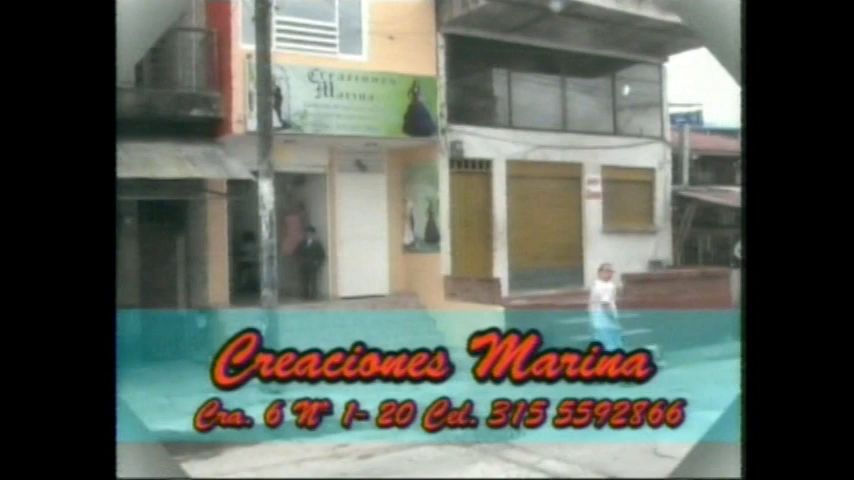 Creaciones
Marina
Creaciones Marina
Cra. 6 Nº 1- 20 Cel. 315 5592866